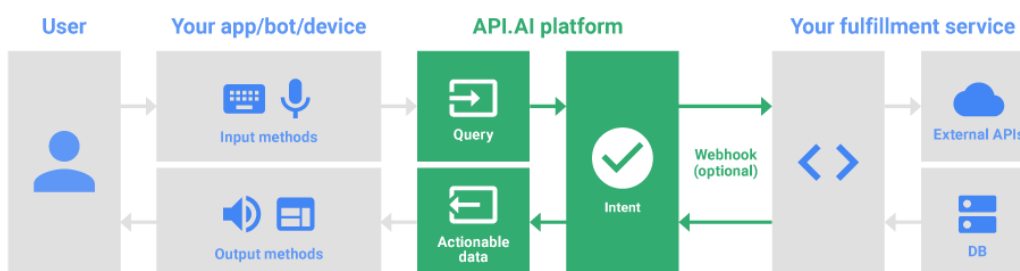 User
Your app/bot/device
API.AI platform
Your fulfillment service
Input methods
Query
External APIs
Webhook
(optional)
Intent
Output methods
Actionable
data
DB